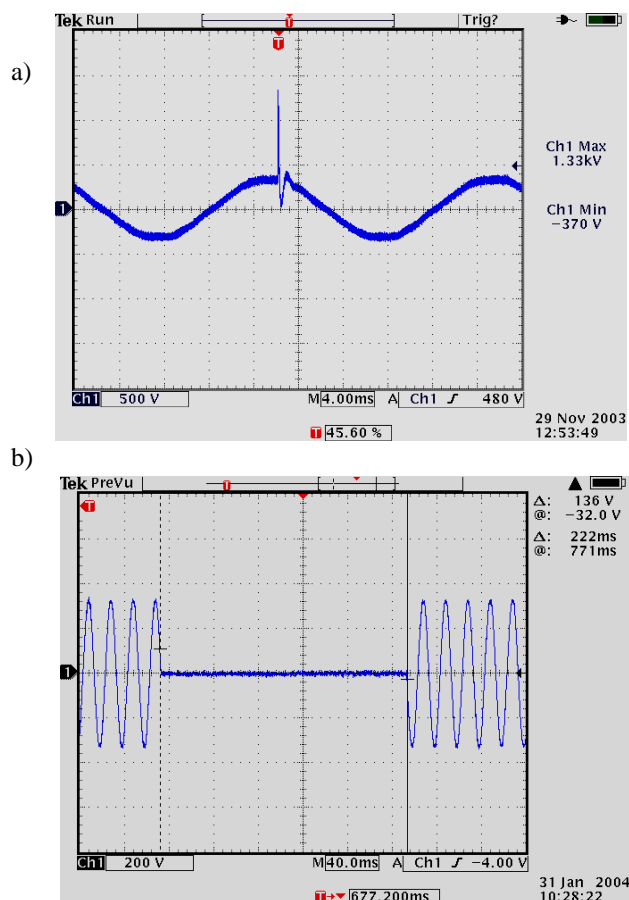 a)
Tek Run Trig?
T
T
1
Ch1 Max
1.33kV
Ch1 Min
−370 V
Ch1 500 V M 4.00ms A Ch1 480 V
T 45.60 %
29 Nov 2003
12:53:49
b)
Tek PreVu
T
T
Δ: 136 V
@: −32.0 V
Δ: 222ms
@: 771ms
1
Ch1 200 V M 40.0ms A Ch1 −4.00 V
T 677.200ms
31 Jan 2004
10:28:22